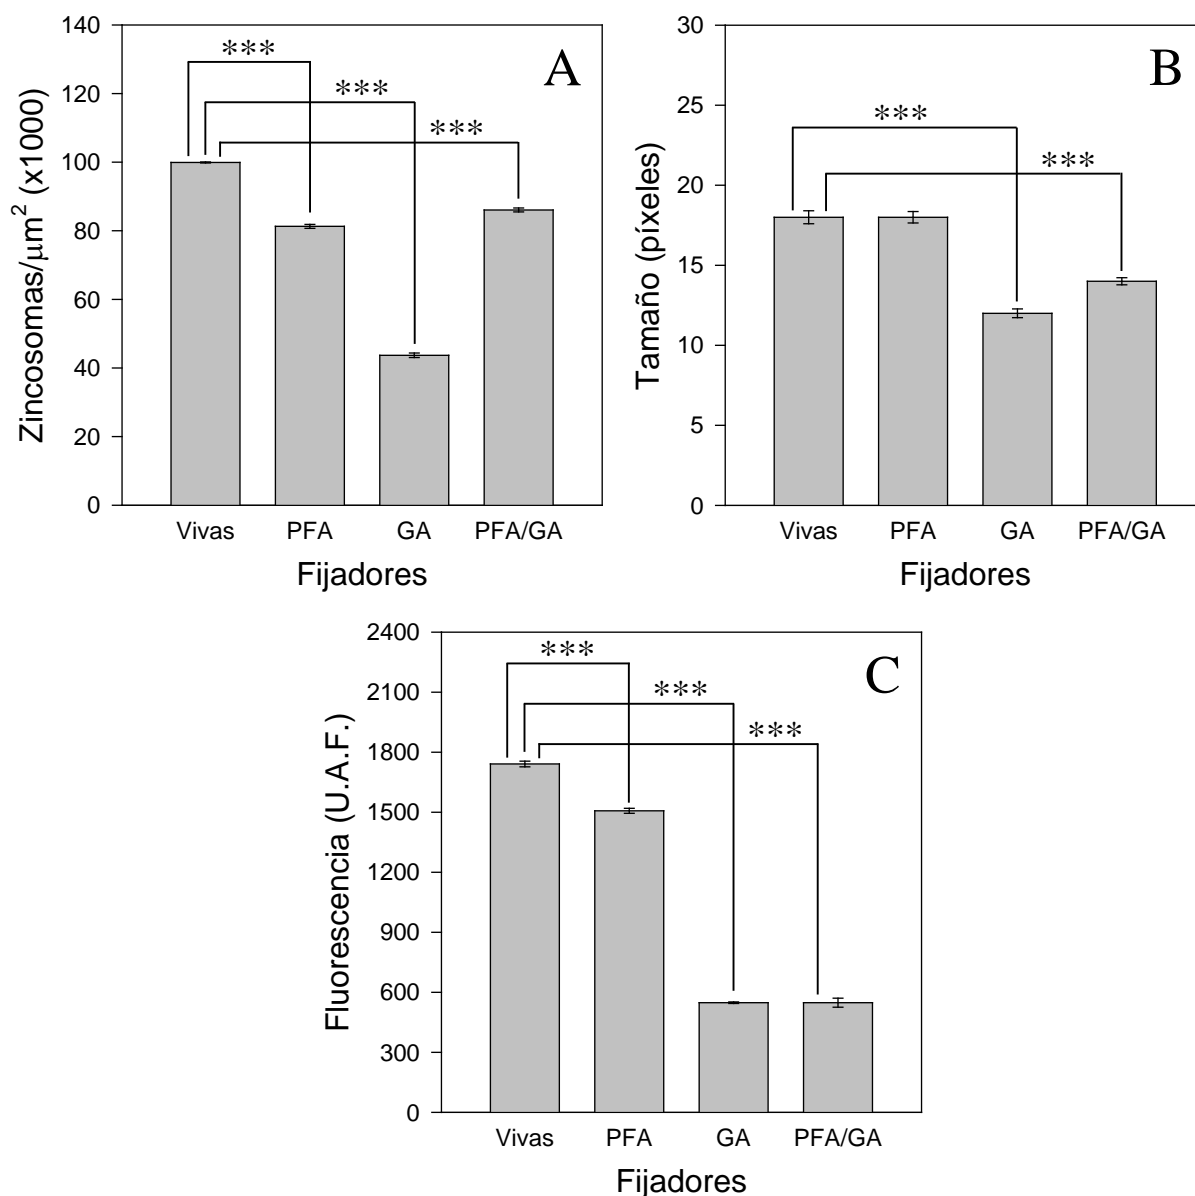 A
Zincosomas/μm² (x1000)
140
120
100
80
60
40
20
0
***
***
***
Vivas PFA GA PFA/GA
Fijadores
B
Tamaño (píxeles)
30
25
20
15
10
5
0
***
***
Vivas PFA GA PFA/GA
Fijadores
C
Fluorescencia (U.A.F.)
2400
2100
1800
1500
1200
900
600
300
0
***
***
***
Vivas PFA GA PFA/GA
Fijadores